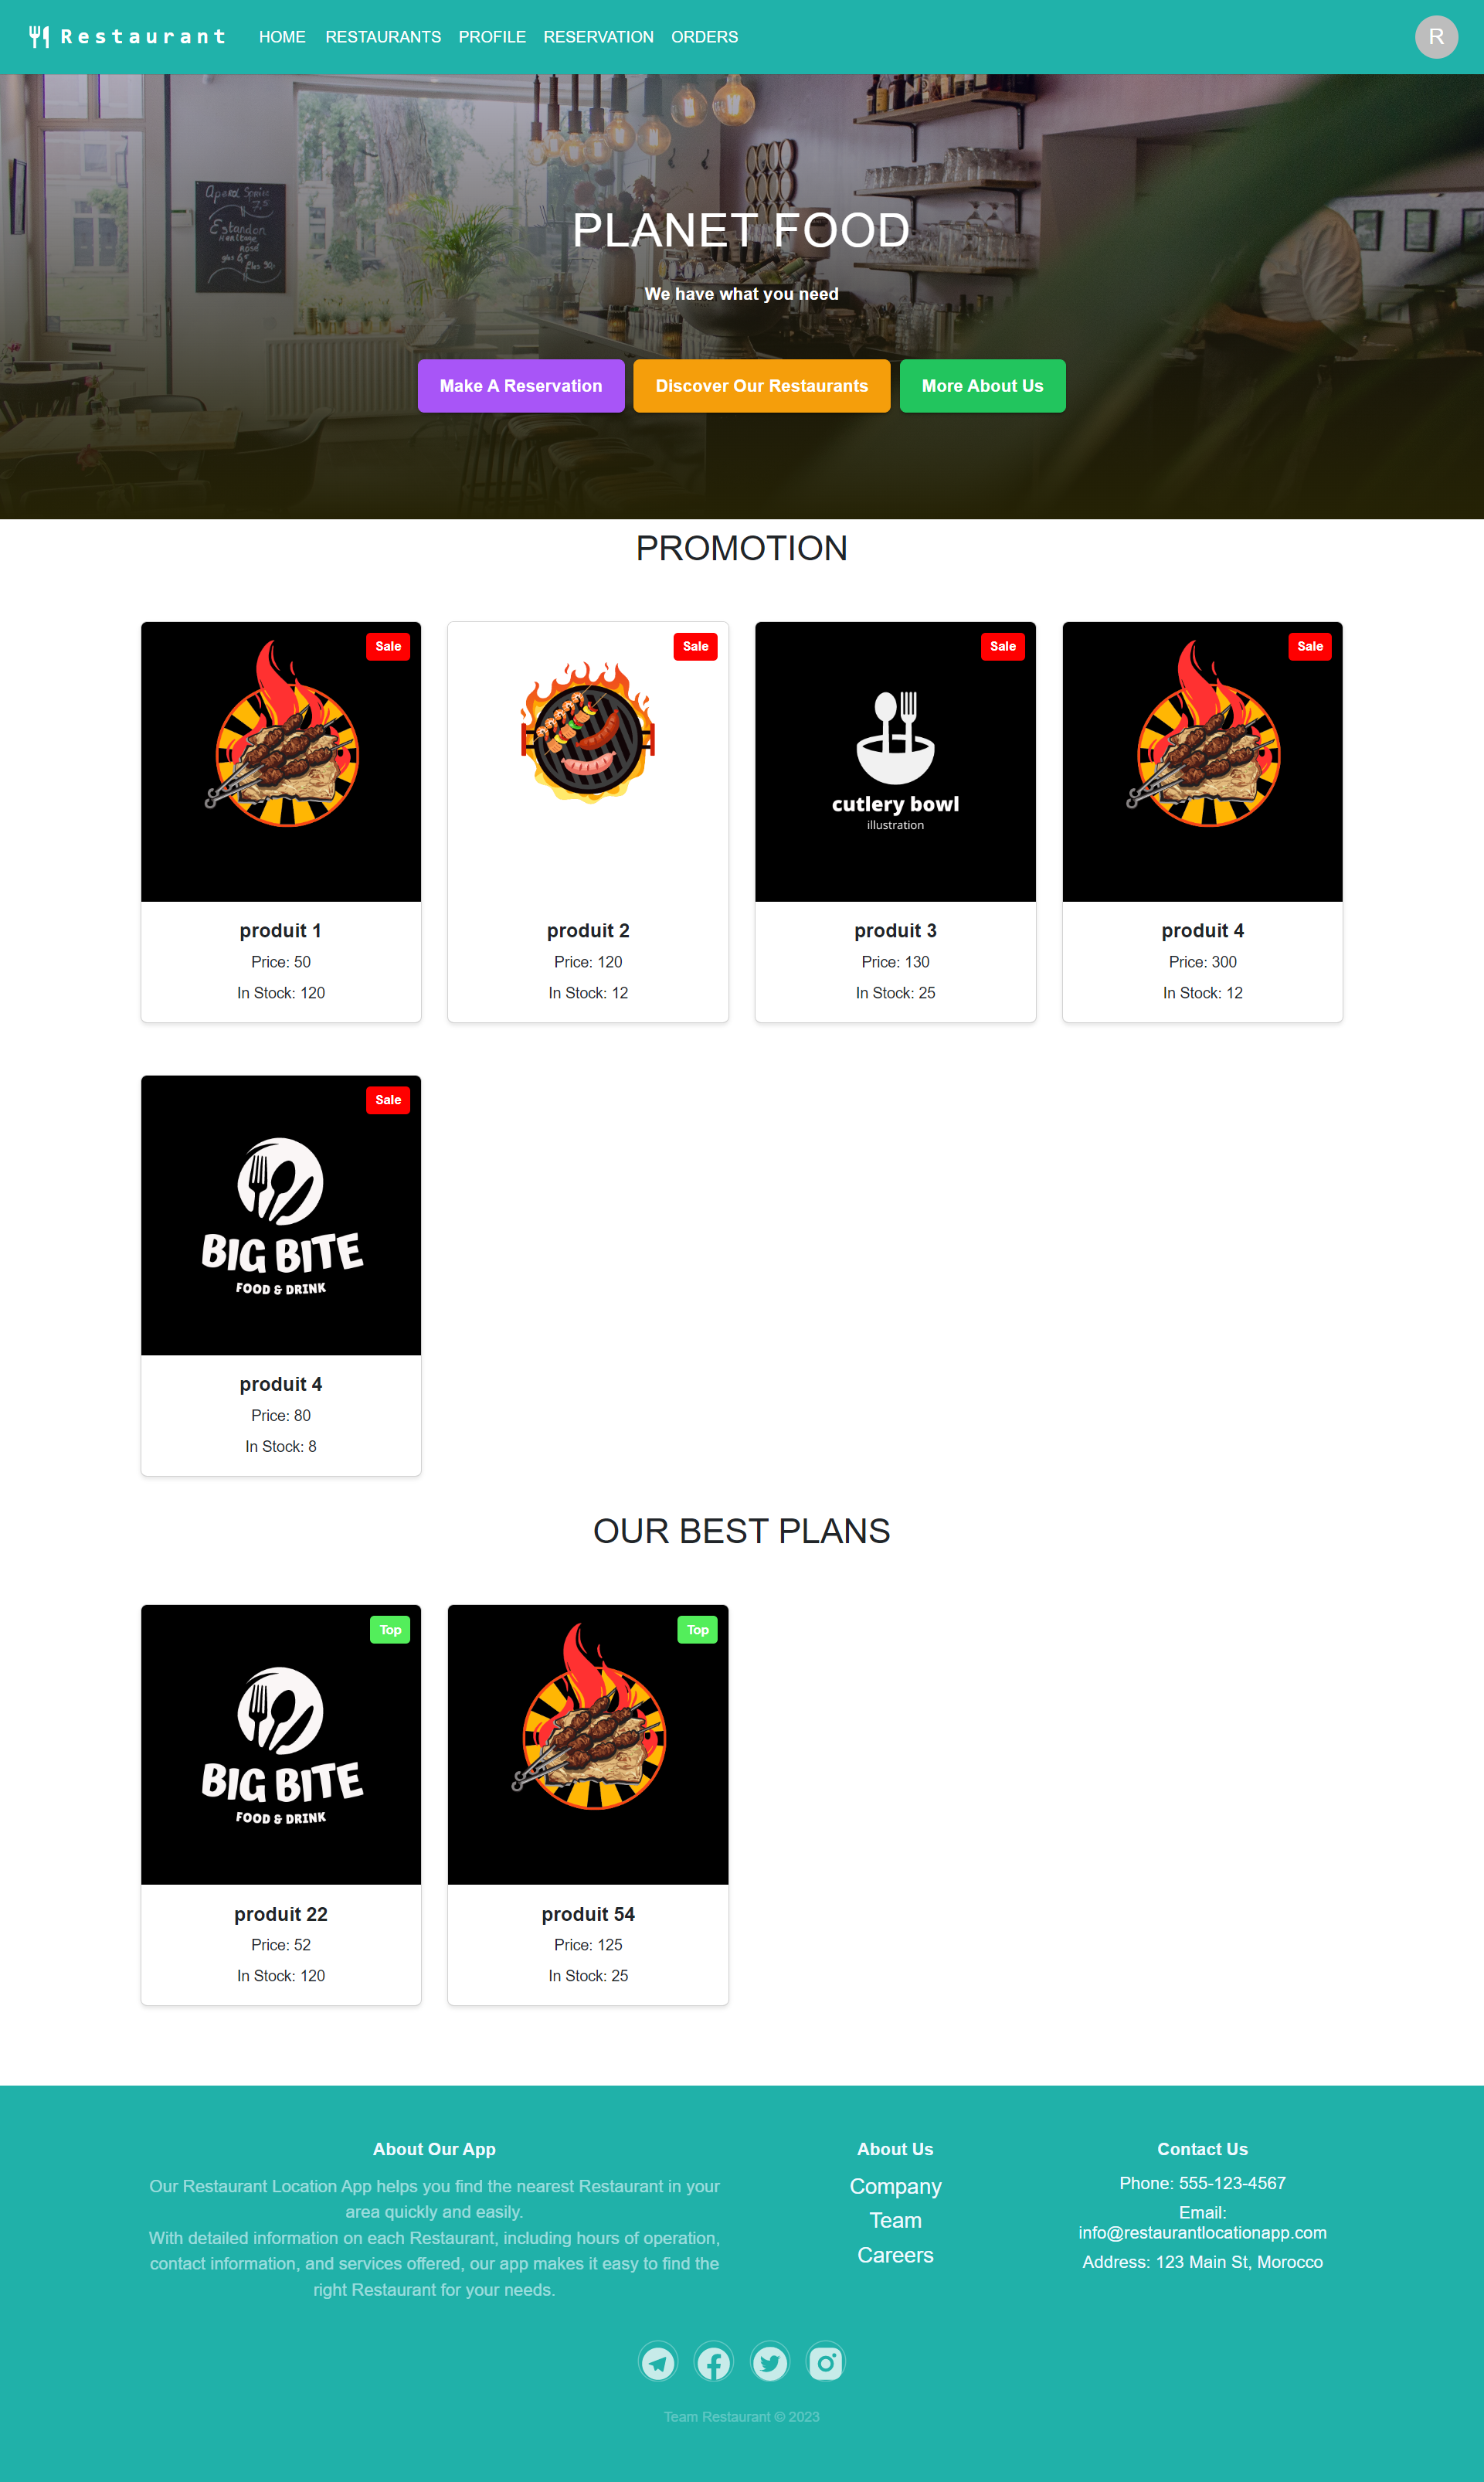 Restaurant
HOME RESTAURANTS PROFILE RESERVATION ORDERS
R
PLANET FOOD
We have what you need
Make A Reservation
Discover Our Restaurants
More About Us
PROMOTION
Sale
produit 1
Price: 50
In Stock: 120
Sale
produit 2
Price: 120
In Stock: 12
Sale
cutlery bowl
illustration
produit 3
Price: 130
In Stock: 25
Sale
produit 4
Price: 300
In Stock: 12
Sale
BIG BITE
FOOD & DRINK
produit 4
Price: 80
In Stock: 8
OUR BEST PLANS
Top
BIG BITE
FOOD & DRINK
produit 22
Price: 52
In Stock: 120
Top
produit 54
Price: 125
In Stock: 25
About Our App
Our Restaurant Location App helps you find the nearest Restaurant in your
area quickly and easily.
With detailed information on each Restaurant, including hours of operation,
contact information, and services offered, our app makes it easy to find the
right Restaurant for your needs.
About Us
Company
Team
Careers
Contact Us
Phone: 555-123-4567
Email:
info@restaurantlocationapp.com
Address: 123 Main St, Morocco
Team Restaurant © 2023